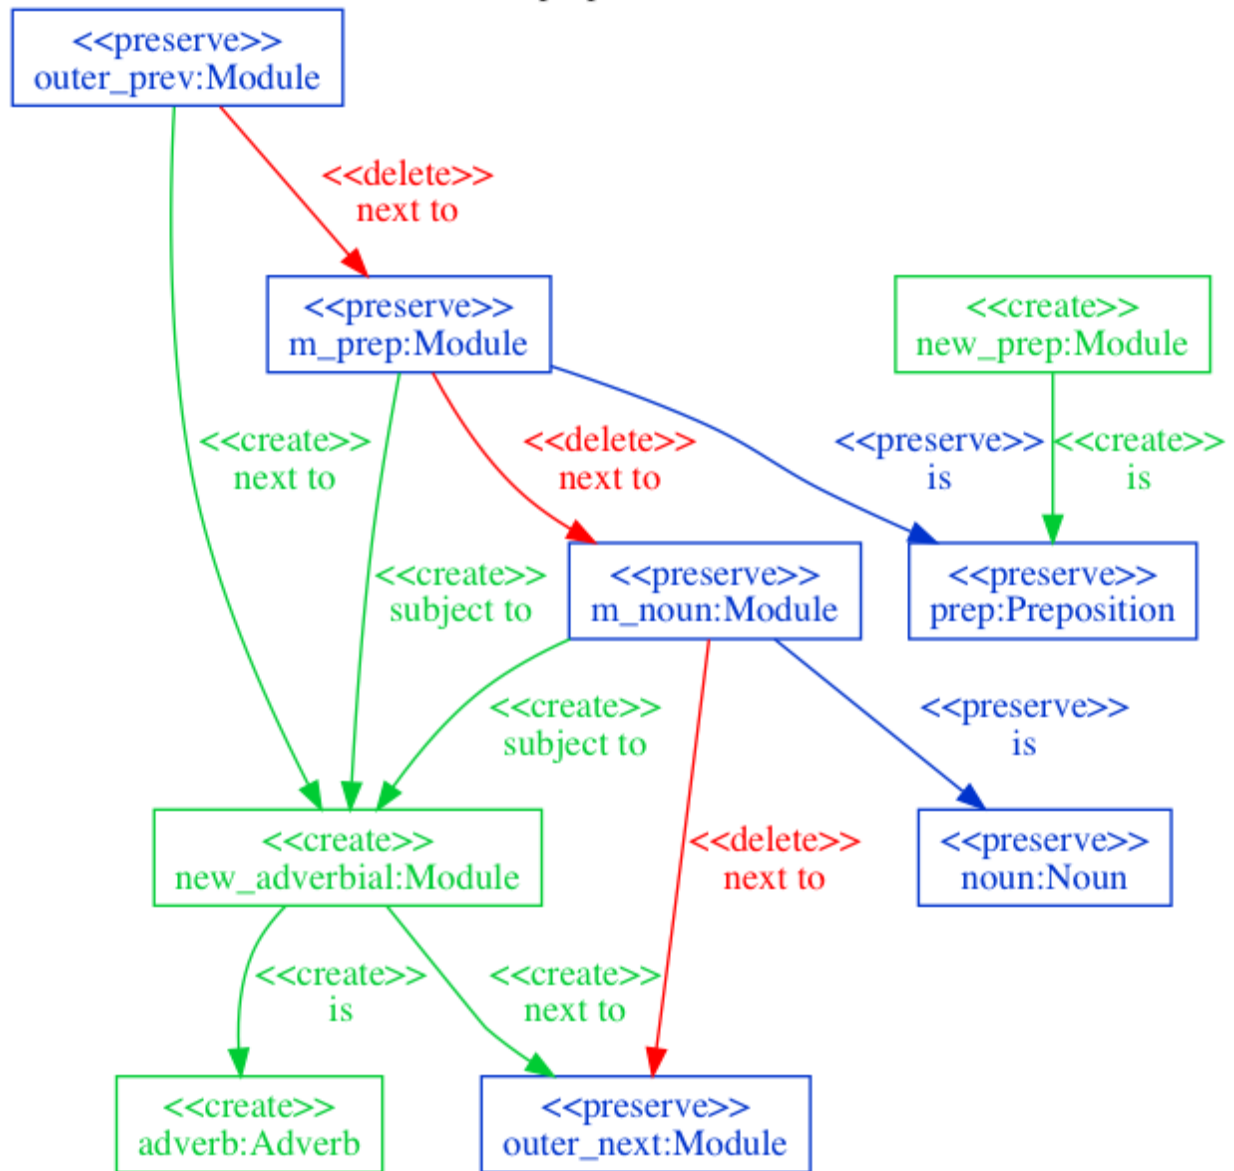 <<preserve>>
outer_prev:Module
<<delete>>
next to
<<preserve>>
m_prep:Module
<<create>>
new_prep:Module
<<create>>
next to
<<delete>>
next to
<<preserve>>
is
<<create>>
is
<<create>>
subject to
<<preserve>>
m_noun:Module
<<preserve>>
prep:Preposition
<<create>>
subject to
<<preserve>>
is
<<create>>
new_adverbial:Module
<<delete>>
next to
<<preserve>>
noun:Noun
<<create>>
is
<<create>>
next to
<<create>>
adverb:Adverb
<<preserve>>
outer_next:Module